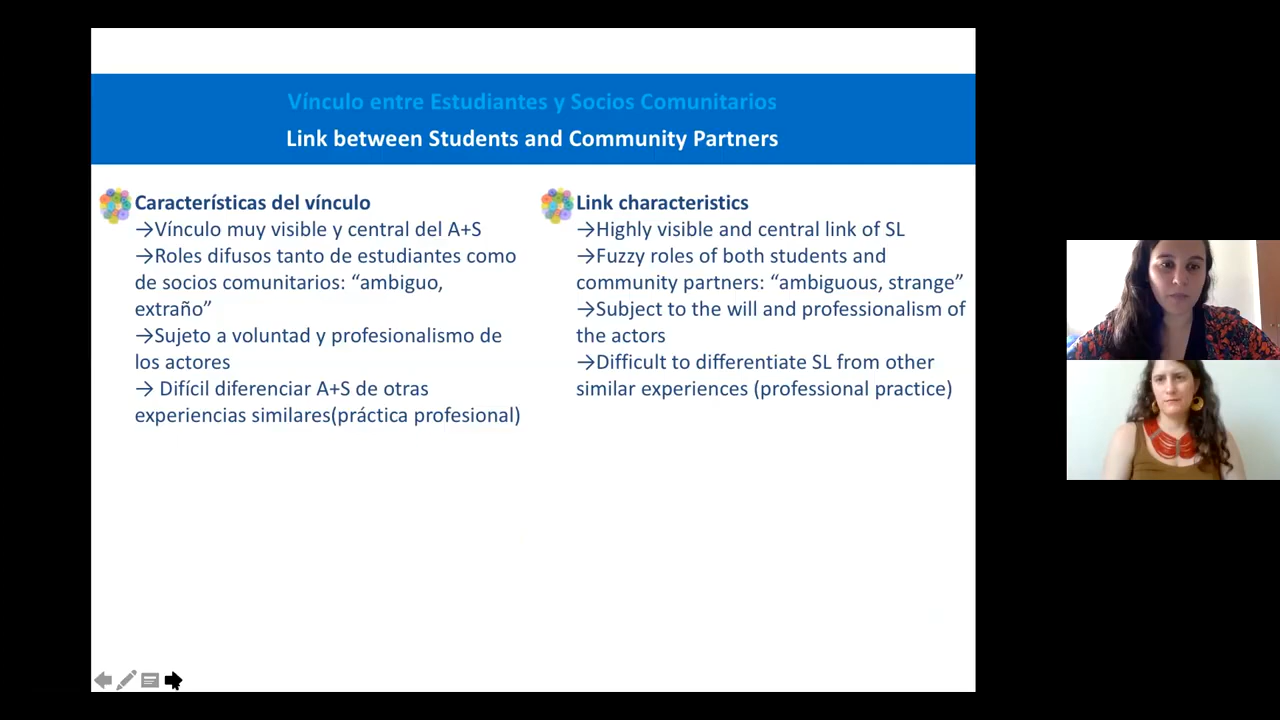 Vínculo entre Estudiantes y Socios Comunitarios
Link between Students and Community Partners
Características del vínculo
→Vínculo muy visible y central del A+S
→Roles difusos tanto de estudiantes como
de socios comunitarios: “ambiguo,
extraño”
→Sujeto a voluntad y profesionalismo de
los actores
→ Difícil diferenciar A+S de otras
experiencias similares(práctica profesional)
Link characteristics
→Highly visible and central link of SL
→Fuzzy roles of both students and
community partners: “ambiguous, strange”
→Subject to the will and professionalism of
the actors
→Difficult to differentiate SL from other
similar experiences (professional practice)